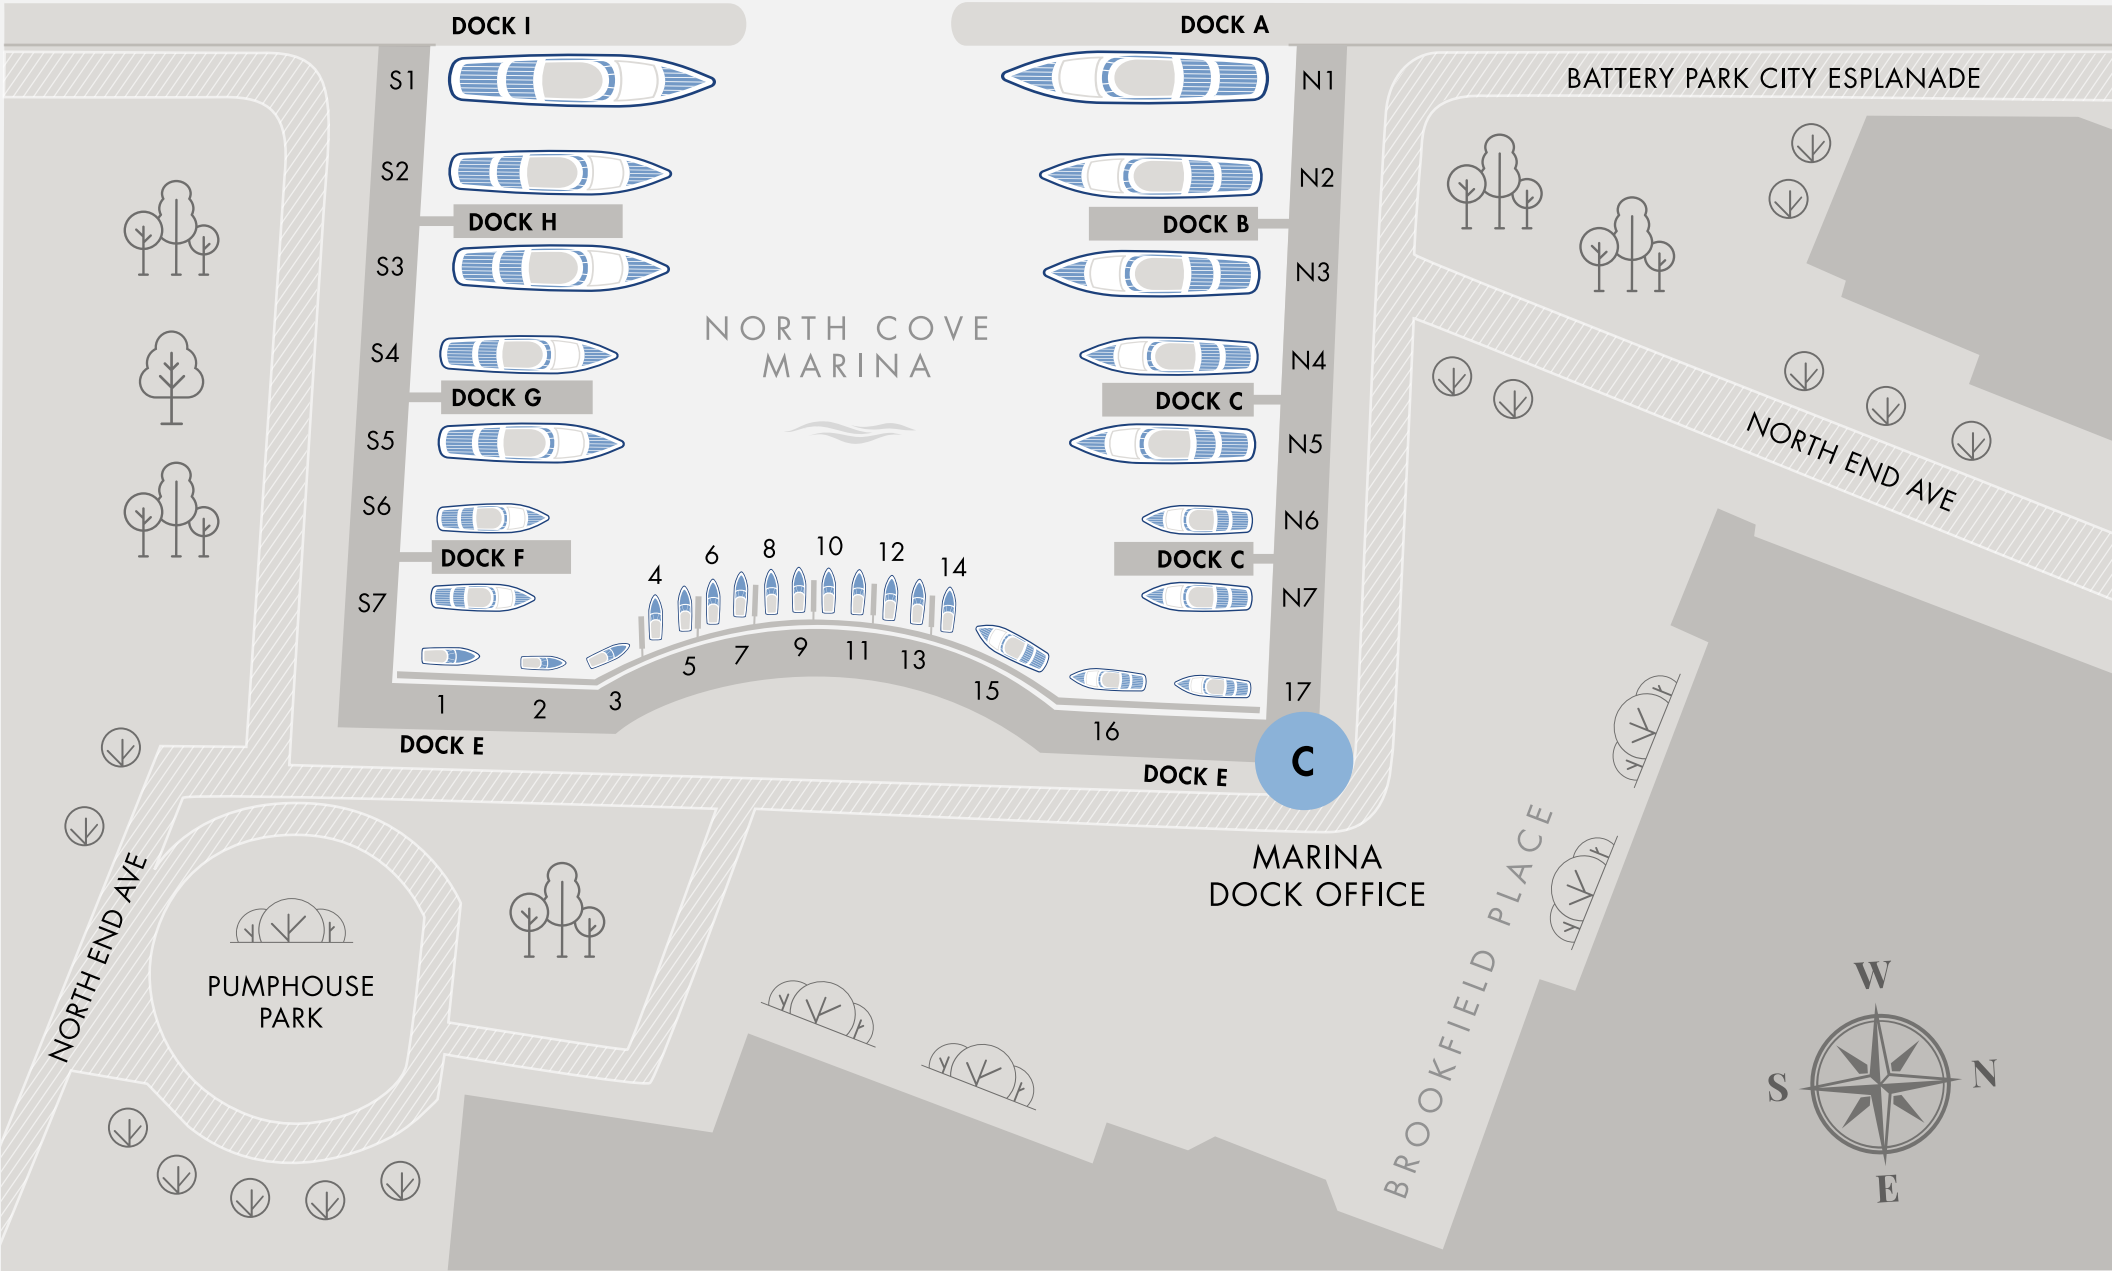 DOCK I
DOCK A
S1
N1
BATTERY PARK CITY ESPLANADE
S2
N2
DOCK H
DOCK B
S3
N3
NORTH COVE
MARINA
S4
N4
DOCK G
DOCK C
S5
N5
NORTH END AVE
S6
N6
DOCK F
DOCK C
S7
N7
4
6
8
10
12
14
1
2
3
5
7
9
11
13
15
16
17
DOCK E
DOCK E
C
MARINA
DOCK OFFICE
BROOKFIELD PLACE
NORTH END AVE
PUMPHOUSE
PARK
W
S
N
E